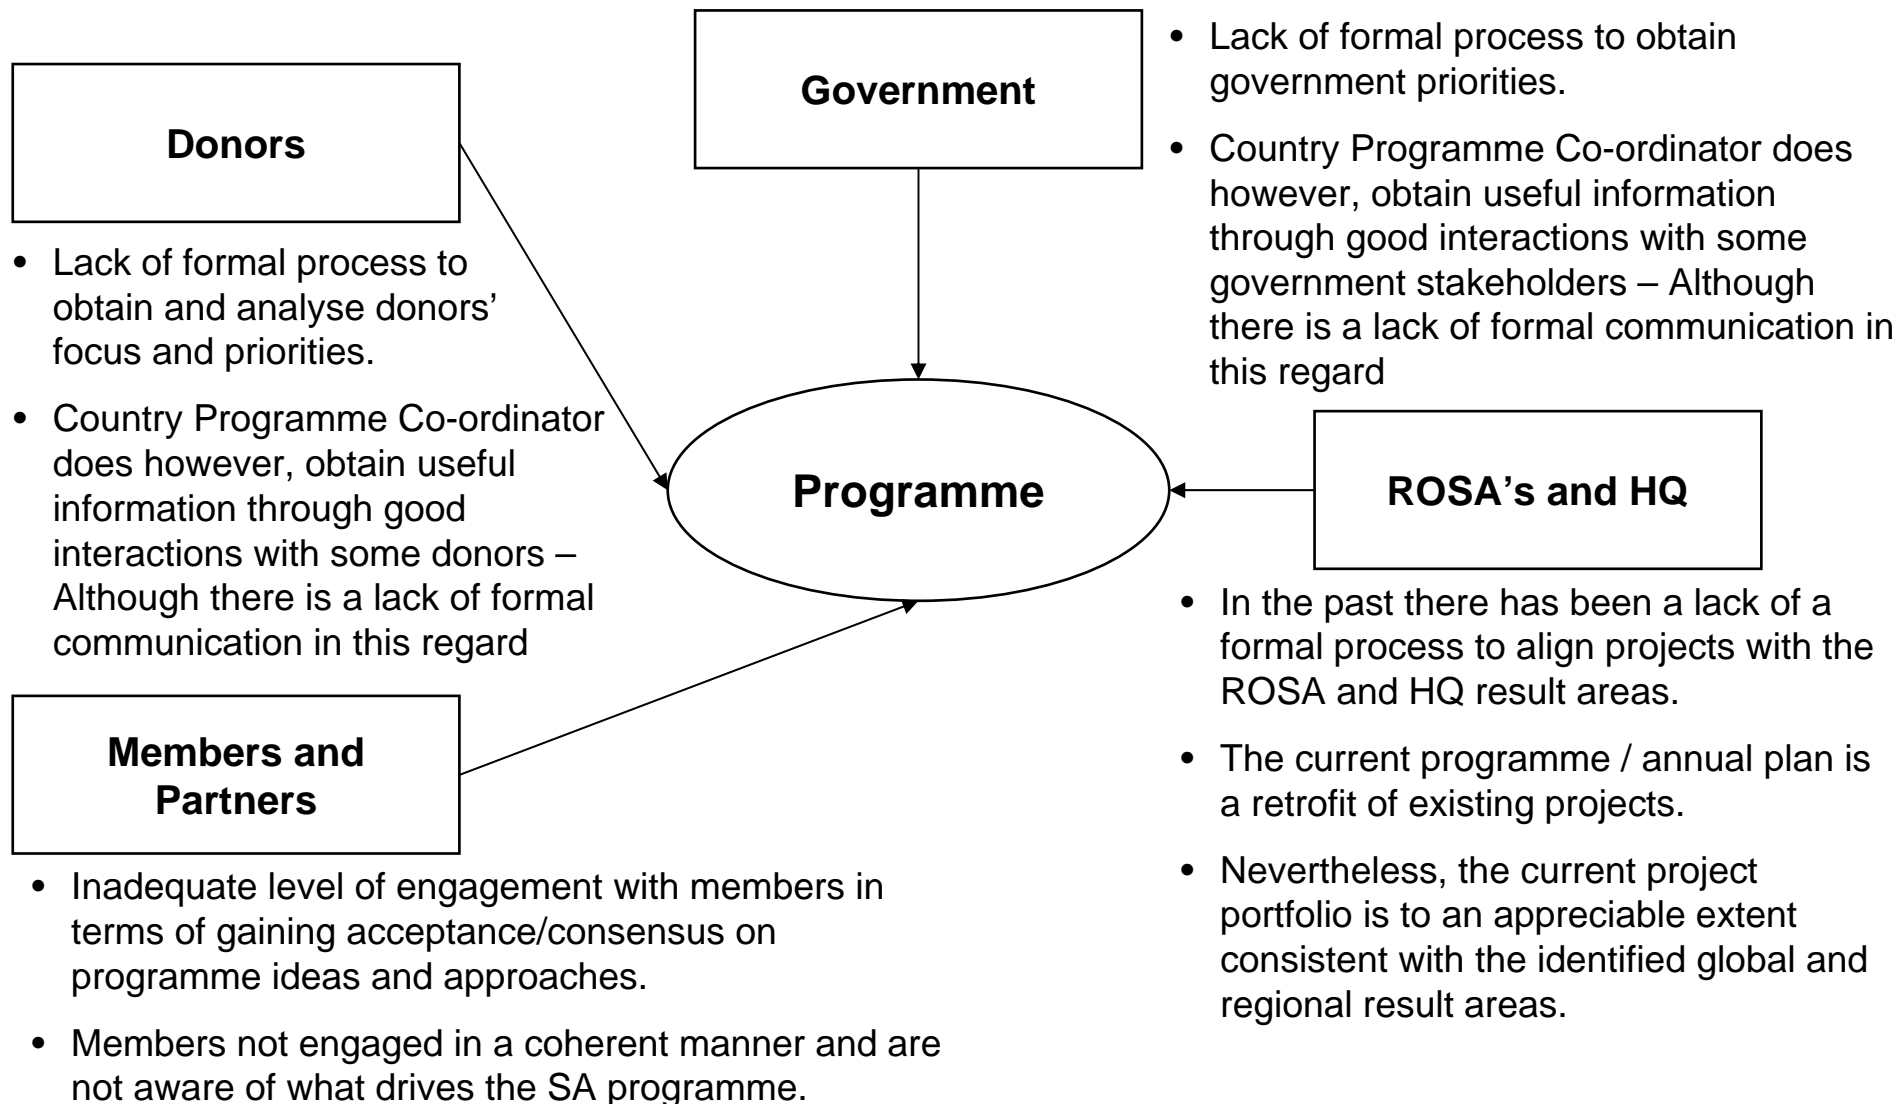 Donors
• Lack of formal process to
obtain and analyse donors’
focus and priorities.
• Country Programme Co-ordinator
does however, obtain useful
information through good
interactions with some donors –
Although there is a lack of formal
communication in this regard
Government
• Lack of formal process to obtain
government priorities.
• Country Programme Co-ordinator does
however, obtain useful information
through good interactions with some
government stakeholders – Although
there is a lack of formal communication in
this regard
Programme
ROSA’s and HQ
• In the past there has been a lack of a
formal process to align projects with the
ROSA and HQ result areas.
• The current programme / annual plan is
a retrofit of existing projects.
• Nevertheless, the current project
portfolio is to an appreciable extent
consistent with the identified global and
regional result areas.
Members and
Partners
• Inadequate level of engagement with members in
terms of gaining acceptance/consensus on
programme ideas and approaches.
• Members not engaged in a coherent manner and are
not aware of what drives the SA programme.